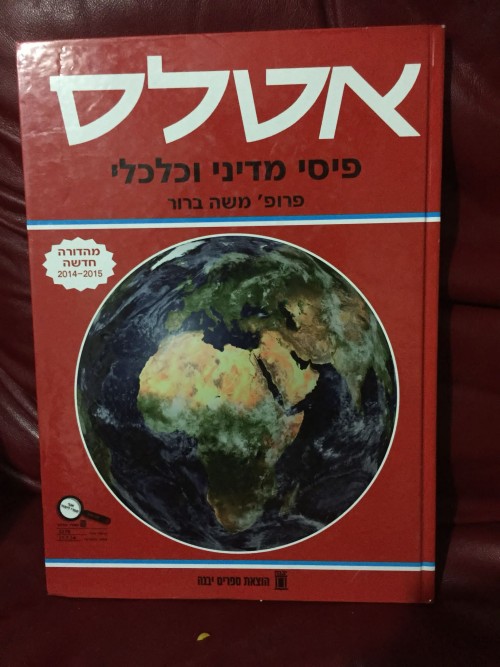 אטלס
פיסי מדיני וכלכלי
פרופ׳ משה ברור
מהדורה
חדשה
2014-2015
הוצאת ספרים יבנה